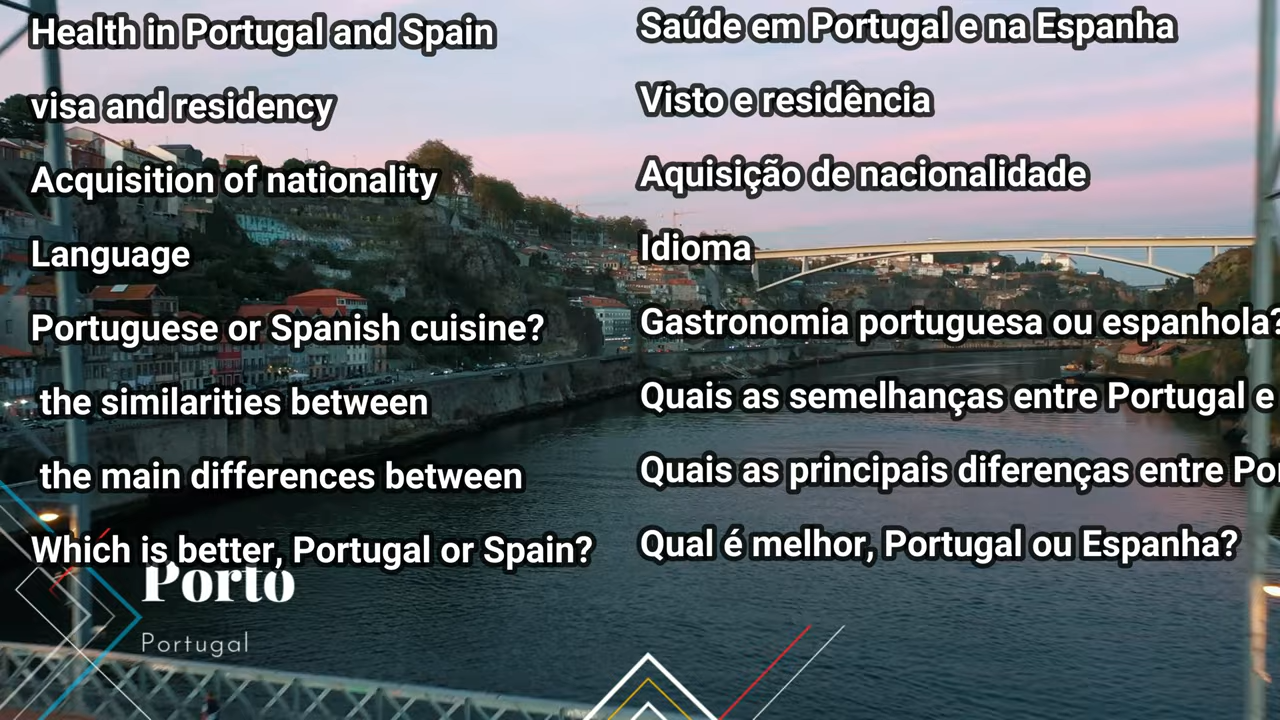 Health in Portugal and Spain
visa and residency
Acquisition of nationality
Language
Portuguese or Spanish cuisine?
the similarities between
the main differences between
Which is better, Portugal or Spain?
Saúde em Portugal e na Espanha
Visto e residência
Aquisição de nacionalidade
Idioma
Gastronomia portuguesa ou espanhola?
Quais as semelhanças entre Portugal e
Quais as principais diferenças entre
Qual é melhor, Portugal ou Espanha?
Porto
Portugal